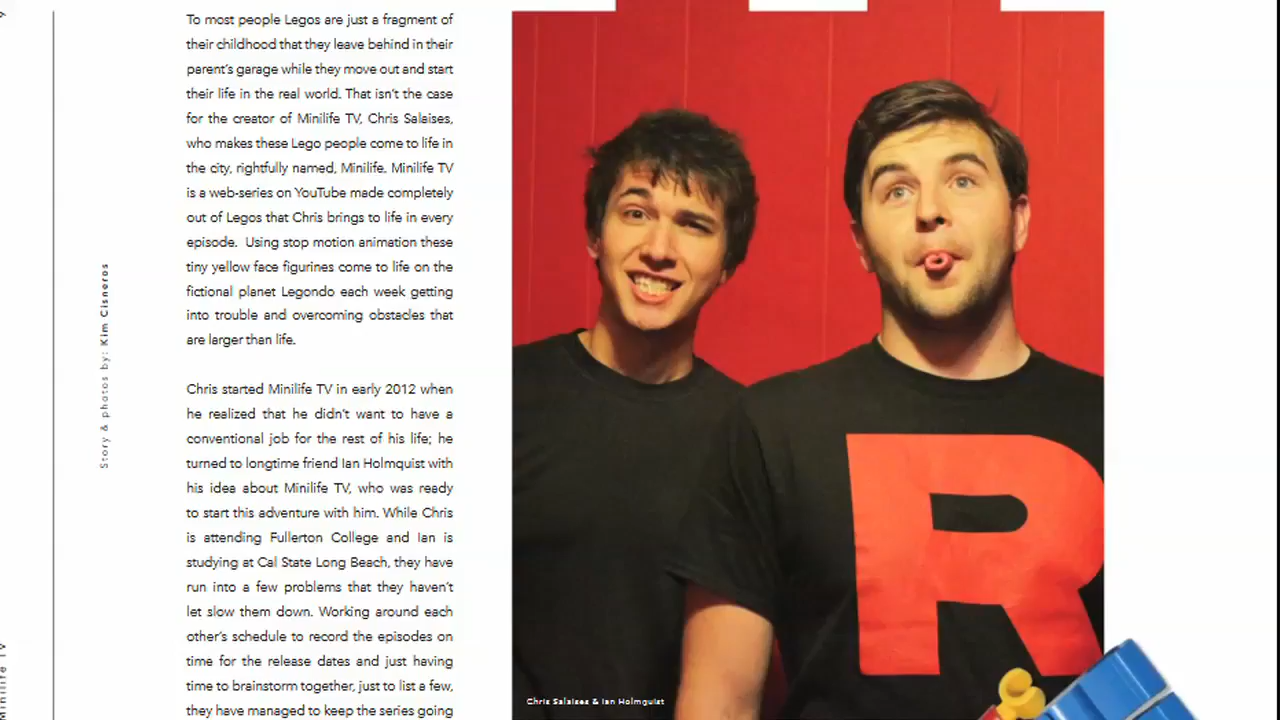 To most people Legos are just a fragment of
their childhood that they leave behind in their
parent's garage while they move out and start
their life in the real world. That isn't the case
for the creator of Minilife TV, Chris Salaises,
who makes these Lego people come to life in
the city, rightfully named, Minilife. Minilife TV
is a web-series on YouTube made completely
out of Legos that Chris brings to life in every
episode. Using stop motion animation these
tiny yellow face figurines come to life on the
fictional planet Legondo each week getting
into trouble and overcoming obstacles that
are larger than life.
Chris started Minilife TV in early 2012 when
he realized that he didn't want to have a
conventional job for the rest of his life; he
turned to longtime friend Ian Holmquist with
his idea about Minilife TV, who was ready
to start this adventure with him. While Chris
is attending Fullerton College and Ian is
studying at Cal State Long Beach, they have
run into a few problems that they haven't
let slow them down. Working around each
other's schedule to record the episodes on
time for the release dates and just having
time to brainstorm together, just to list a few,
they have managed to keep the series going
Story & photos by: Kim Cisneros
Minilife TV
R
Chris Salaises & Ian Holmquist